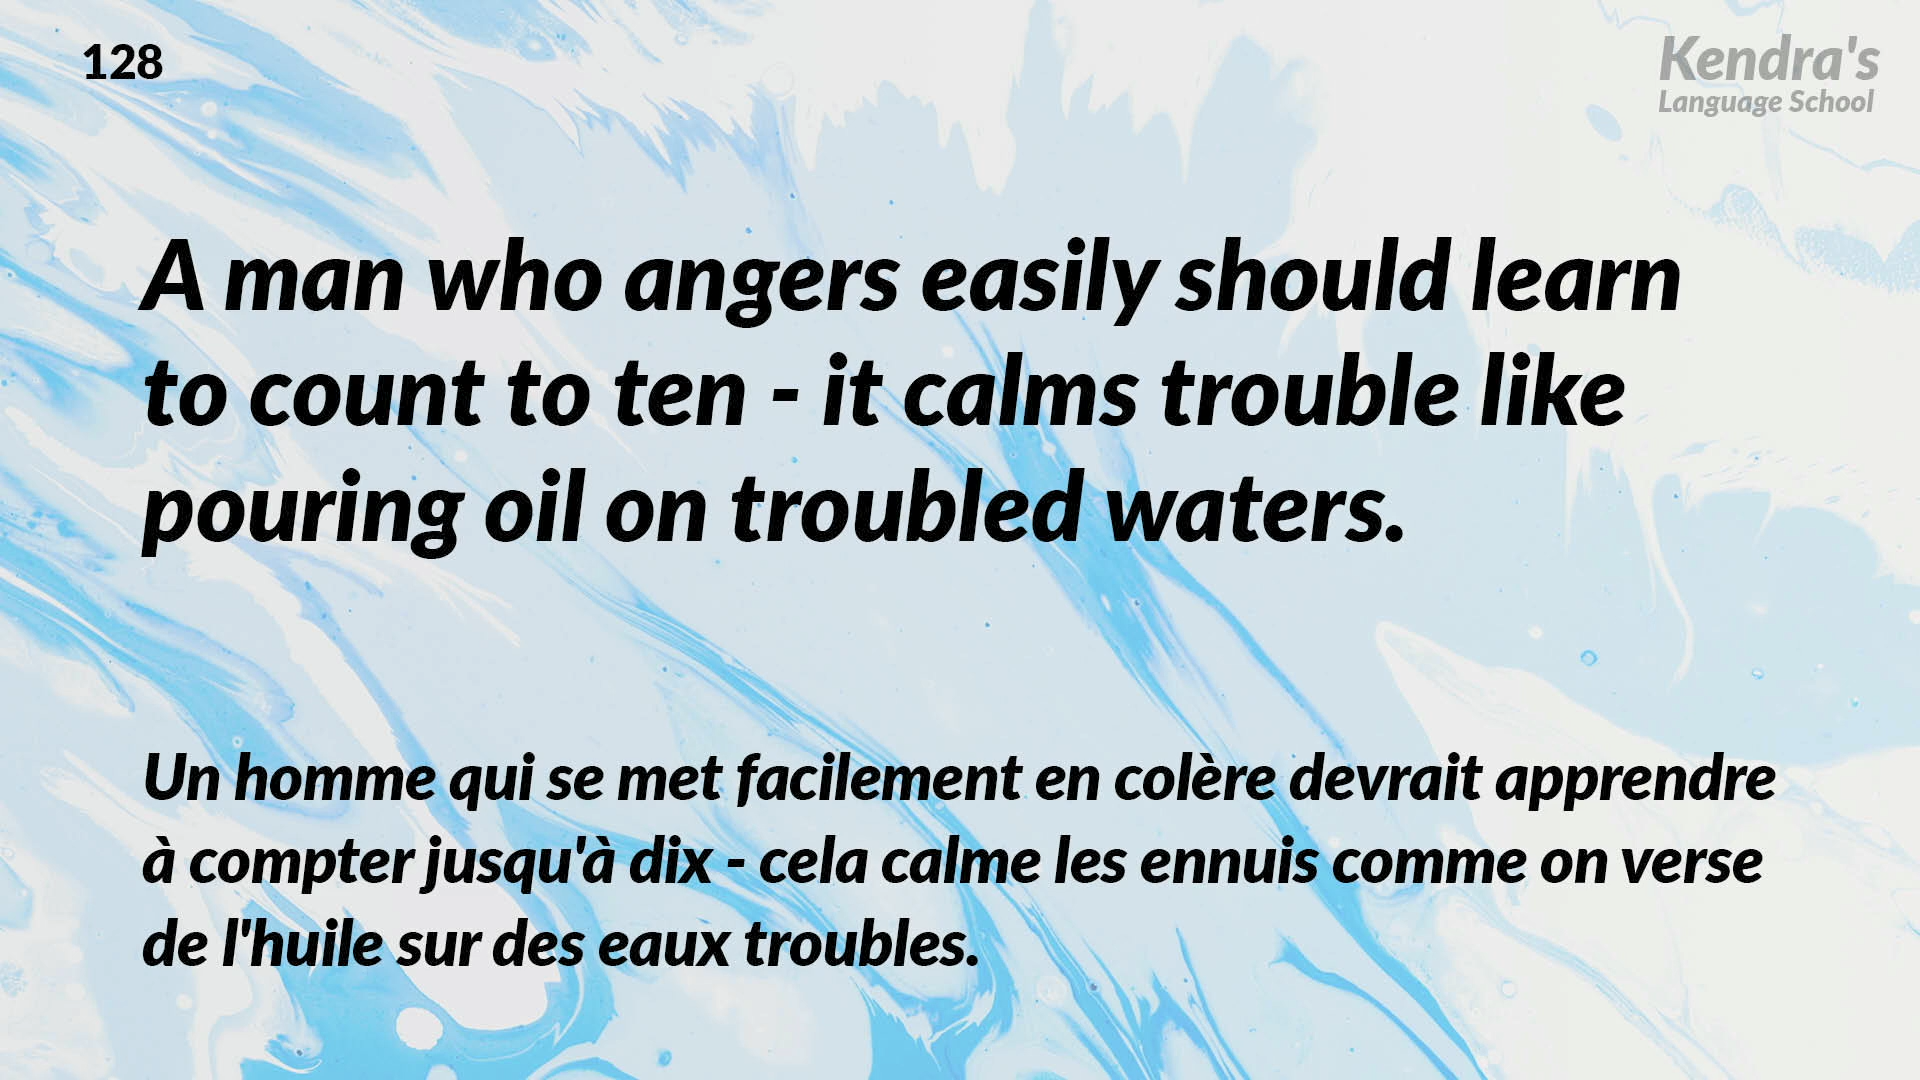 128
Kendra's
Language School
A man who angers easily should learn
to count to ten - it calms trouble like
pouring oil on troubled waters.
Un homme qui se met facilement en colère devrait apprendre
à compter jusqu'à dix - cela calme les ennuis comme on verse
de l'huile sur des eaux troubles.